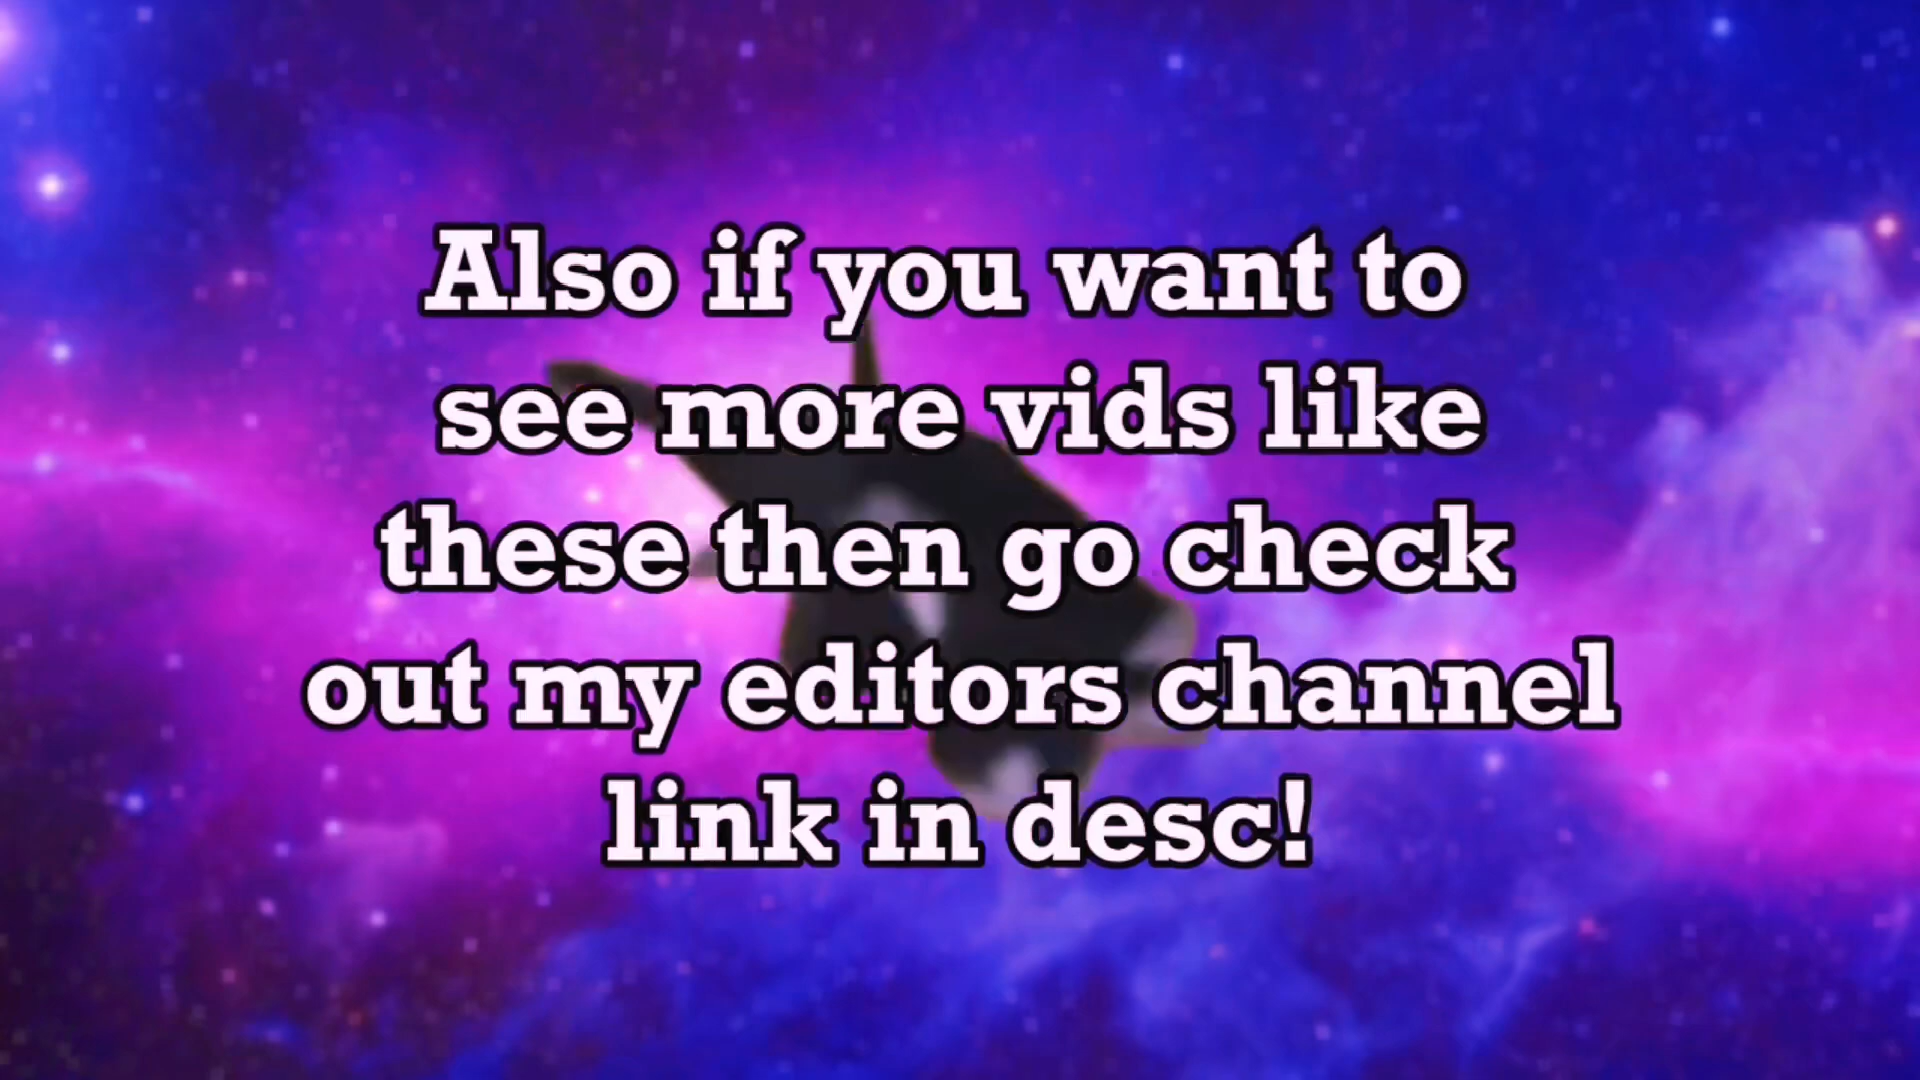 Also if you want to
see more vids like
these then go check
out my editors channel
link in desc!